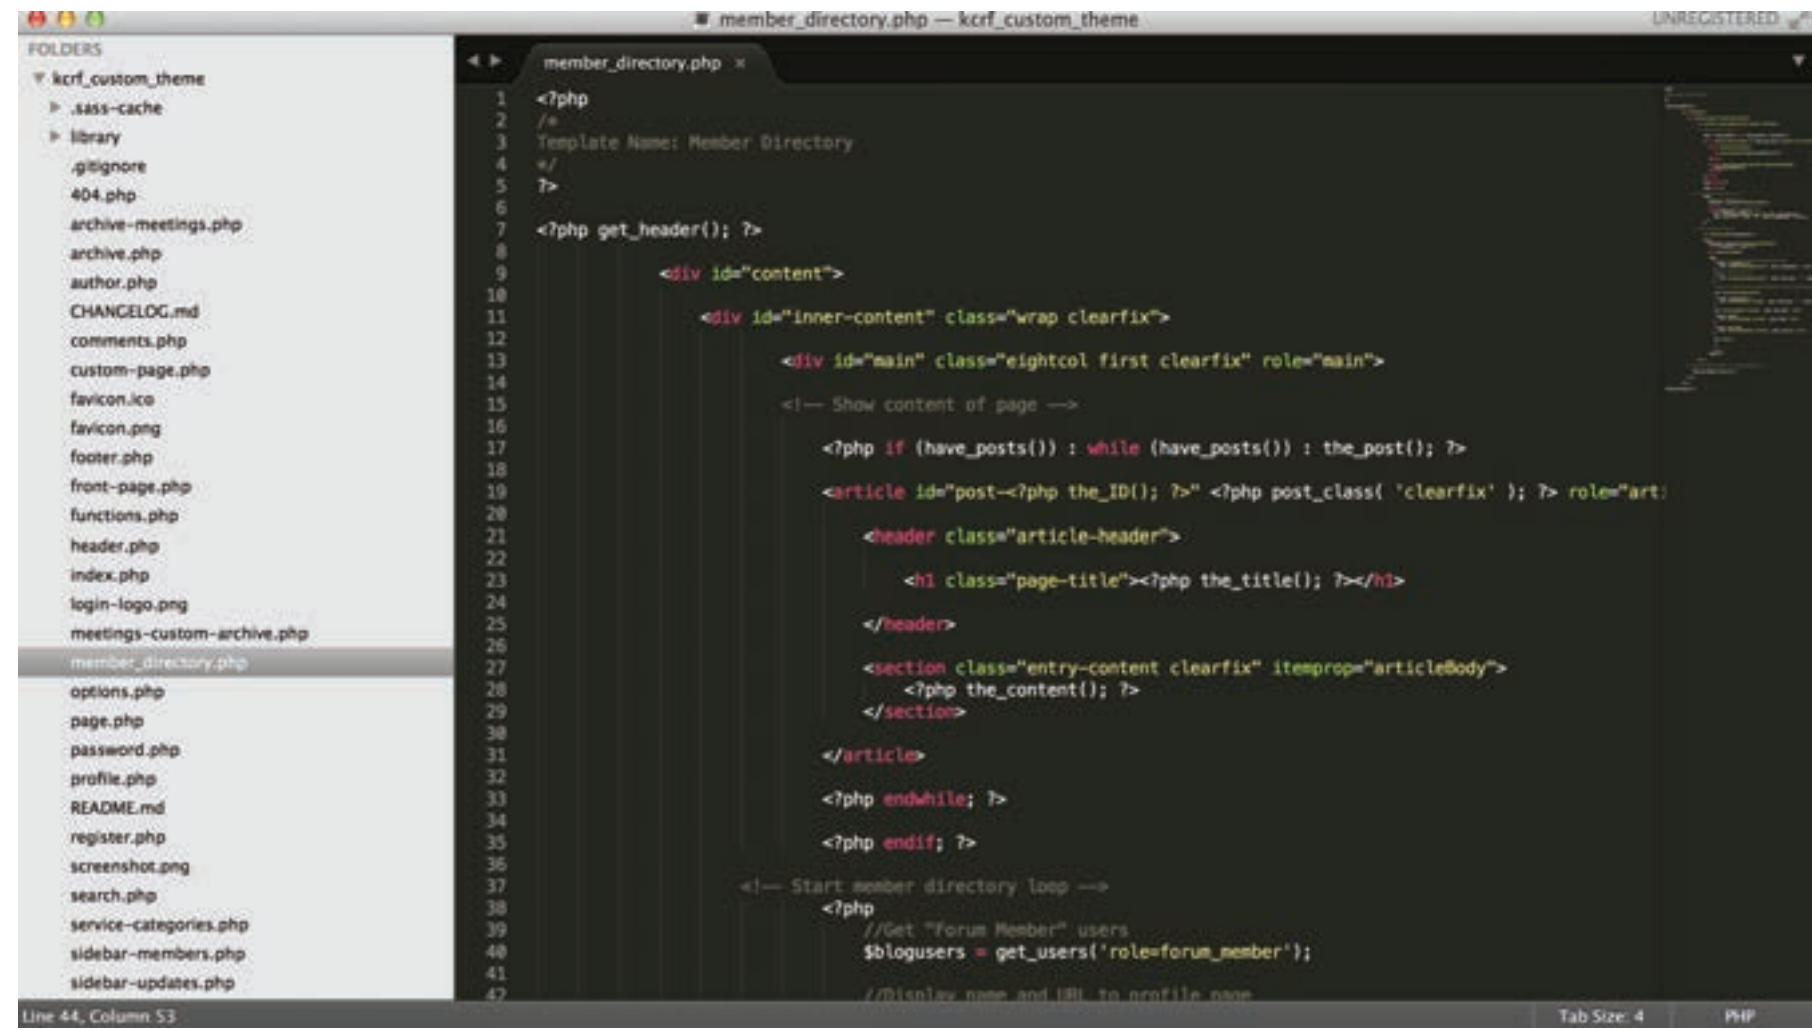 member_directory.php — kcrf_custom_theme
UNREGISTERED
FOLDERS
kcrf_custom_theme
.sass-cache
library
.gitignore
404.php
archive-meetings.php
archive.php
author.php
CHANGELOG.md
comments.php
custom-page.php
favicon.ico
favicon.png
footer.php
front-page.php
functions.php
header.php
index.php
login-logo.png
meetings-custom-archive.php
member_directory.php
options.php
page.php
password.php
profile.php
README.md
register.php
screenshot.png
search.php
service-categories.php
sidebar-members.php
sidebar-updates.php
member_directory.php ×
1 <?php
2 /*
3 Template Name: Member Directory
4 */
5 ?>
6
7 <?php get_header(); ?>
8
9 <div id="content">
10
11 <div id="inner-content" class="wrap clearfix">
12
13 <div id="main" class="eightcol first clearfix" role="main">
14
15 <!-- Show content of page -->
16
17 <?php if (have_posts()) : while (have_posts()) : the_post(); ?>
18
19 <article id="post-<?php the_ID(); ?>" <?php post_class( 'clearfix' ); ?> role="art
20
21 <header class="article-header">
22
23 <h1 class="page-title"><?php the_title(); ?></h1>
24
25 </header>
26
27 <section class="entry-content clearfix" itemprop="articleBody">
28 <?php the_content(); ?>
29 </section>
30
31 </article>
32
33 <?php endwhile; ?>
34
35 <?php endif; ?>
36
37 <!-- Start member directory loop -->
38 <?php
39 //Get "Forum Member" users
40 $blogusers = get_users('role=forum_member');
41
42 //Display name and URL to profile page
Line 44, Column 53
Tab Size: 4
PHP